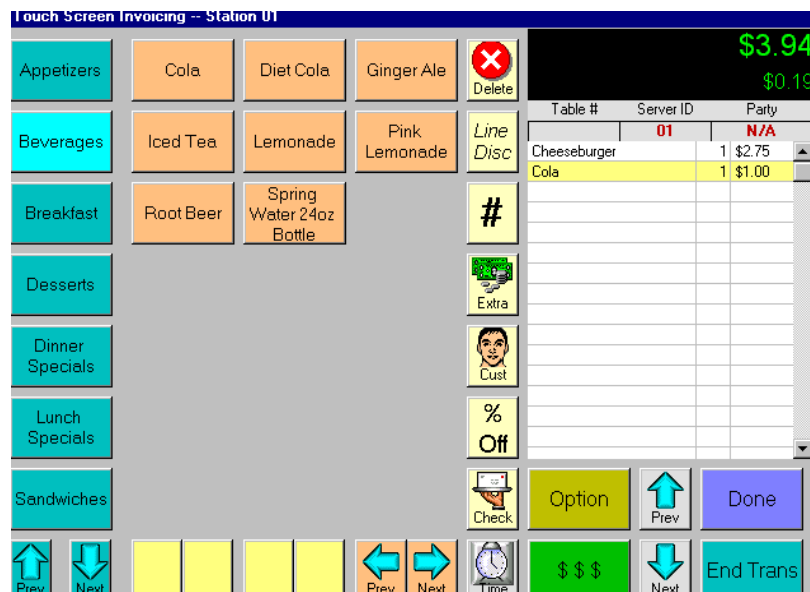 Touch Screen Invoicing -- Station 01
Appetizers
Beverages
Breakfast
Desserts
Dinner
Specials
Lunch
Specials
Sandwiches
Prev
Next
Cola
Diet Cola
Ginger Ale
Iced Tea
Lemonade
Pink
Lemonade
Root Beer
Spring
Water 24oz
Bottle
Prev
Next
Delete
Line
Disc
#
Extra
Cust
%
Off
Check
Time
$3.94
$0.19
Table # Server ID Party
01 N/A
Cheeseburger 1 $2.75
Cola 1 $1.00
Option
Prev
Done
$ $ $
Next
End Trans